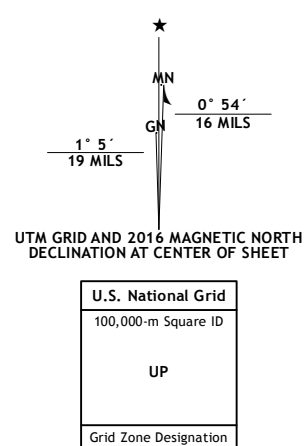 ★
MN
0° 54´
16 MILS
GN
1° 5´
19 MILS
UTM GRID AND 2016 MAGNETIC NORTH
DECLINATION AT CENTER OF SHEET
U.S. National Grid
100,000-m Square ID
UP
Grid Zone Designation